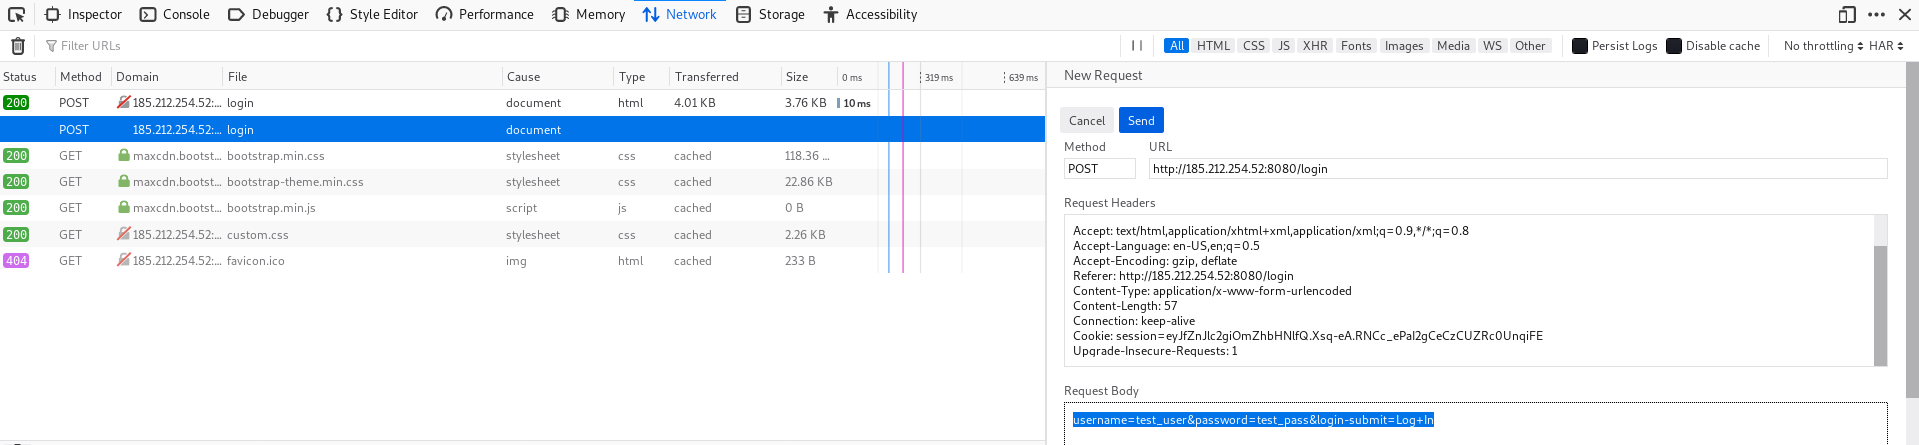 Inspector Console Debugger Style Editor Performance Memory Network Storage Accessibility
Filter URLs All HTML CSS JS XHR Fonts Images Media WS Other Persist Logs Disable cache No throttling HAR
Status Method Domain File Cause Type Transferred Size 0 ms 319 ms 639 ms
200 POST 185.212.254.52:... login document html 4.01 KB 3.76 KB 10 ms
POST 185.212.254.52:... login document
200 GET maxcdn.bootst... bootstrap.min.css stylesheet css cached 118.36 ...
200 GET maxcdn.bootst... bootstrap-theme.min.css stylesheet css cached 22.86 KB
200 GET maxcdn.bootst... bootstrap.min.js script js cached 0 B
200 GET 185.212.254.52:... custom.css stylesheet css cached 2.26 KB
404 GET 185.212.254.52:... favicon.ico img html cached 233 B
New Request
Cancel Send
Method URL
POST http://185.212.254.52:8080/login
Request Headers
Accept: text/html,application/xhtml+xml,application/xml;q=0.9,*/*;q=0.8
Accept-Language: en-US,en;q=0.5
Accept-Encoding: gzip, deflate
Referer: http://185.212.254.52:8080/login
Content-Type: application/x-www-form-urlencoded
Content-Length: 57
Connection: keep-alive
Cookie: session=eyJfZnJlc2giOmZhbHNlfQ.Xsq-eA.RNCc_ePaI2gCeCzCUZRc0UnqiFE
Upgrade-Insecure-Requests: 1
Request Body
username=test_user&password=test_pass&login-submit=Log+In